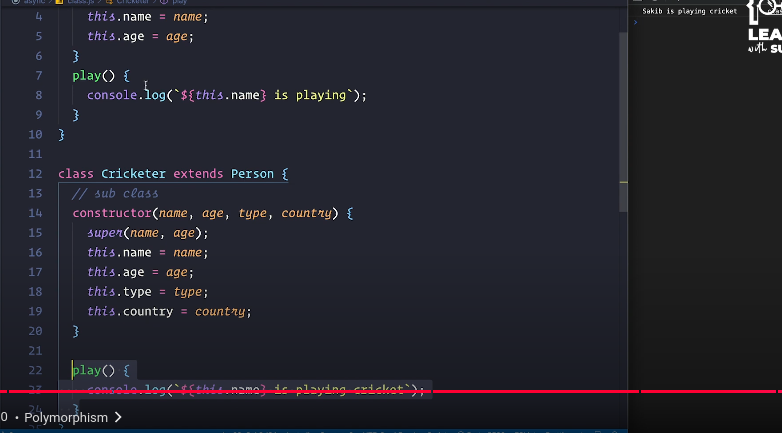 async > class.js > Cricketer > play
Sakib is playing cricket
LEA
with SU
4 this.name = name;
5 this.age = age;
6 }
7 play() {
8 console.log(`${this.name} is playing`);
9 }
10 }
11
12 class Cricketer extends Person {
13 // sub class
14 constructor(name, age, type, country) {
15 super(name, age);
16 this.name = name;
17 this.age = age;
18 this.type = type;
19 this.country = country;
20 }
21
22 play() {
23 console.log(`${this.name} is playing cricket`);
24 }
0 • Polymorphism >